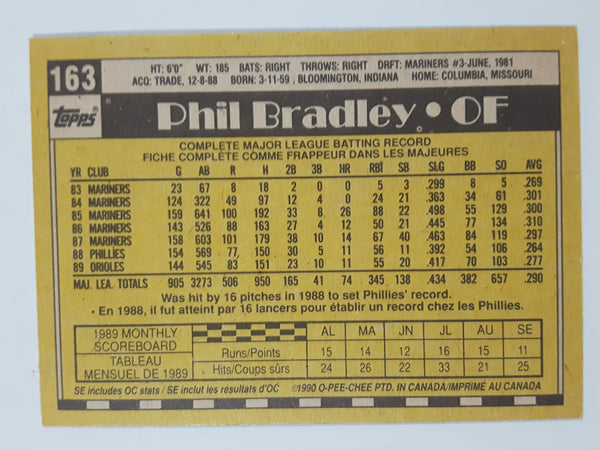 163
HT: 6'0" WT: 185 BATS: RIGHT THROWS: RIGHT DRFT: MARINERS #3-JUNE, 1981
ACQ: TRADE, 12-8-88 BORN: 3-11-59, BLOOMINGTON, INDIANA HOME: COLUMBIA, MISSOURI
Topps
Phil Bradley • OF
COMPLETE MAJOR LEAGUE BATTING RECORD
FICHE COMPLÈTE COMME FRAPPEUR DANS LES MAJEURES
YR CLUB G AB R H 2B 3B HR RBI SB SLG BB SO AVG
83 MARINERS 23 67 8 18 2 0 0 5 3 .299 8 5 .269
84 MARINERS 124 322 49 97 12 4 0 24 21 .363 34 61 .301
85 MARINERS 159 641 100 192 33 8 26 88 22 .498 55 129 .300
86 MARINERS 143 526 88 163 27 4 12 50 21 .445 77 134 .310
87 MARINERS 158 603 101 179 38 10 14 67 40 .463 84 119 .297
88 PHILLIES 154 569 77 150 30 5 11 56 11 .392 54 106 .264
89 ORIOLES 144 545 83 151 23 10 11 55 20 .417 70 103 .277
MAJ. LEA. TOTALS 905 3273 506 950 165 41 74 345 138 .434 382 657 .290
Was hit by 16 pitches in 1988 to set Phillies' record.
- En 1988, il fut atteint par 16 lancers pour établir un record chez les Phillies.
1989 MONTHLY SCOREBOARD AL MA JN JL AU SE
Runs/Points 15 14 12 16 15 11
TABLEAU MENSUEL DE 1989 Hits/Coups sûrs 24 26 22 33 21 25
SE includes OC stats / SE inclut les résultats d'OC ©1990 O-PEE-CHEE PTD. IN CANADA/IMPRIMÉ AU CANADA